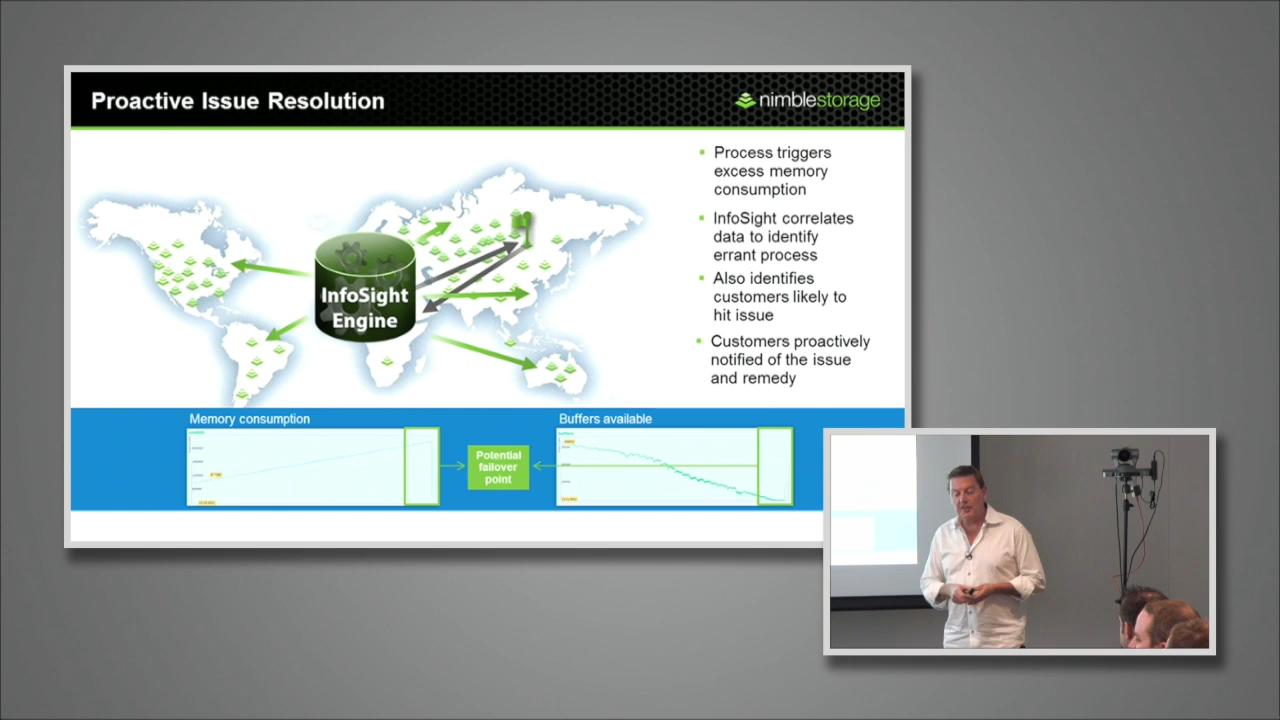 Proactive Issue Resolution
nimblestorage
Process triggers
excess memory
consumption
InfoSight correlates
data to identify
errant process
Also identifies
customers likely to
hit issue
Customers proactively
notified of the issue
and remedy
InfoSight
Engine
Memory consumption
Buffers available
Potential
failover
point